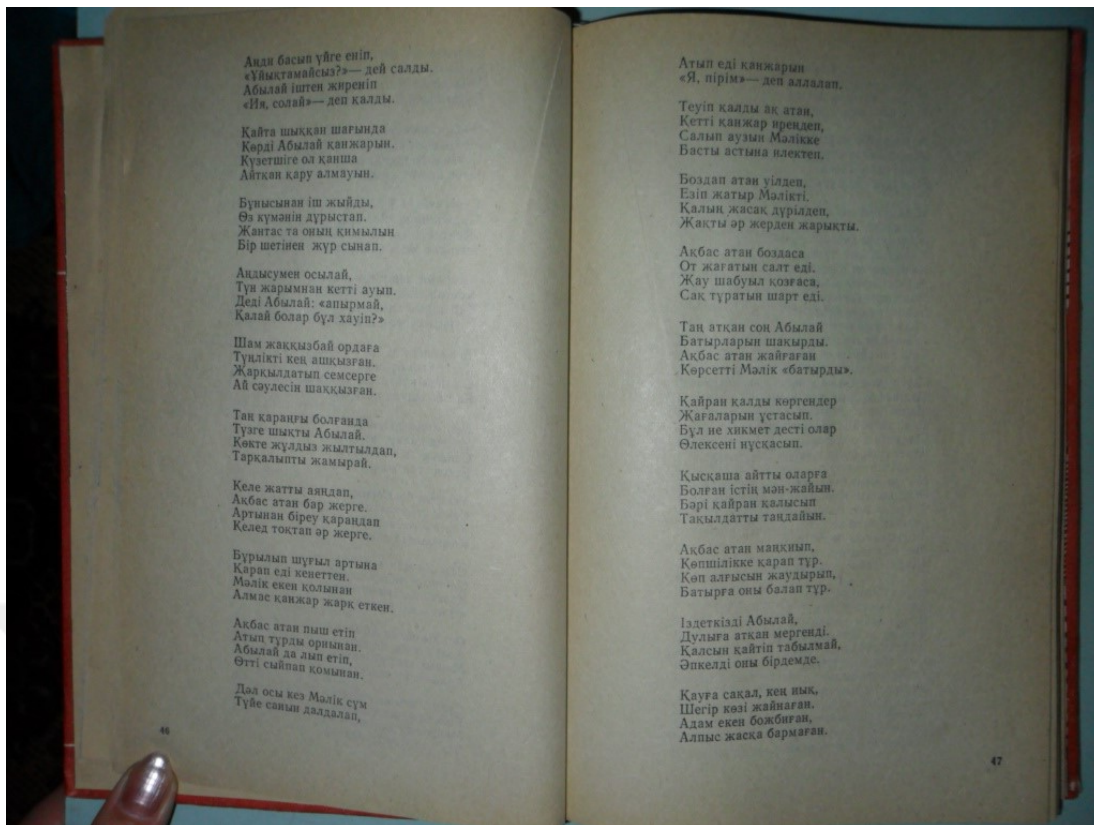 Аңди басып үйге еніп,
«Ұйықтамайсыз?»— дей салды.
Абылай іштен жиреніп
«Ия, солай»— деп қалды.
Қайта шыққан шағында
Көрді Абылай қанжарын.
Күзетшіге ол қанша
Айтқан қару алмауын.
Бұнысынан іш жыйды,
Өз күмәнін дұрыстап.
Жантас та оның қимылын
Бір шетінен жүр сынап.
Аңдысумен осылай,
Түн жарымнан кетті ауып.
Деді Абылай: «апырмай,
Қалай болар бұл хауіп?»
Шам жаққызбай ордаға
Түңлікті кең ашқызған.
Жарқылдатып семсерге
Ай сәулесін шаққызған.
Таң қараңғы болғанда
Түзге шықты Абылай.
Көкте жұлдыз жылтылдап,
Тарқалыпты жамырай.
Келе жатты аяңдап,
Ақбас атан бар жерге.
Артынан біреу қараңдап
Келед тоқтап әр жерге.
Бұрылып шұғыл артына
Қарап еді кенеттен.
Мәлік екен қолынан
Алмас қанжар жарқ еткен.
Ақбас атан пыш етіп
Атып тұрды орнынан.
Абылай да лып етіп,
Өтті сыйпап қомынан.
Дәл осы кез Мәлік сұм
Түйе санын далдалап,
46
Атып еді қанжарын
«Я, пірім»— деп аллалап.
Теуіп қалды ақ атан,
Кетті қанжар иреңдеп,
Салып аузын Мәлікке
Басты астына илектеп.
Боздап атан уілдеп,
Езіп жатыр Мәлікті.
Қалың жасақ дүрілдеп,
Жақты әр жерден жарықты.
Ақбас атан боздаса
От жағатын салт еді.
Жау шабуыл қозғаса,
Сақ тұратын шарт еді.
Таң атқан соң Абылай
Батырларын шақырды.
Ақбас атан жайғаған
Көрсетті Мәлік «батырды».
Қайран қалды көргендер
Жағаларын ұстасып.
Бұл не хикмет десті олар
Өлексені нұсқасып.
Қысқаша айтты оларға
Болған істің мән-жайын.
Бәрі қайран қалысып
Тақылдатты таңдайын.
Ақбас атан маңқиып,
Көпшілікке қарап тұр.
Көп алғысын жаудырып,
Батырға оны балап тұр.
Іздеткізді Абылай,
Дулыға атқан мергенді.
Қалсын қайтіп табылмай,
Әпкелді оны бірдемде.
Қауға сақал, кең иық,
Шегір көзі жайнаған.
Адам екен божбиған,
Алпыс жасқа бармаған.
47